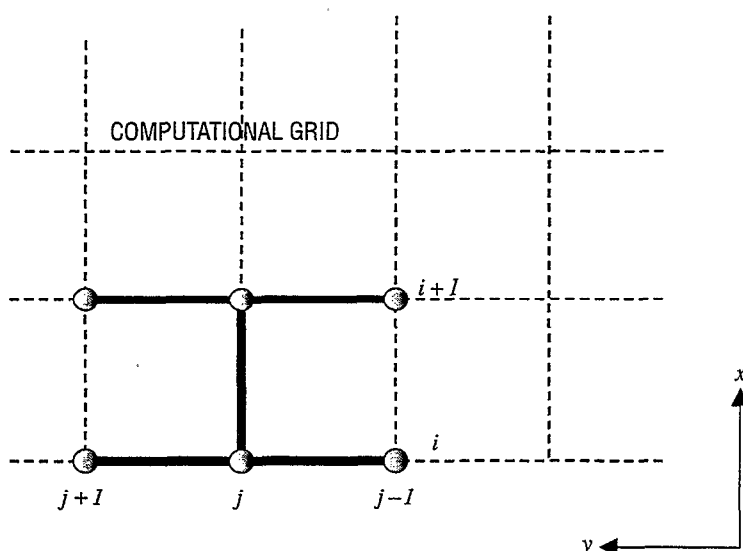 COMPUTATIONAL GRID
i+1
x
i
j+1 j j-1
y